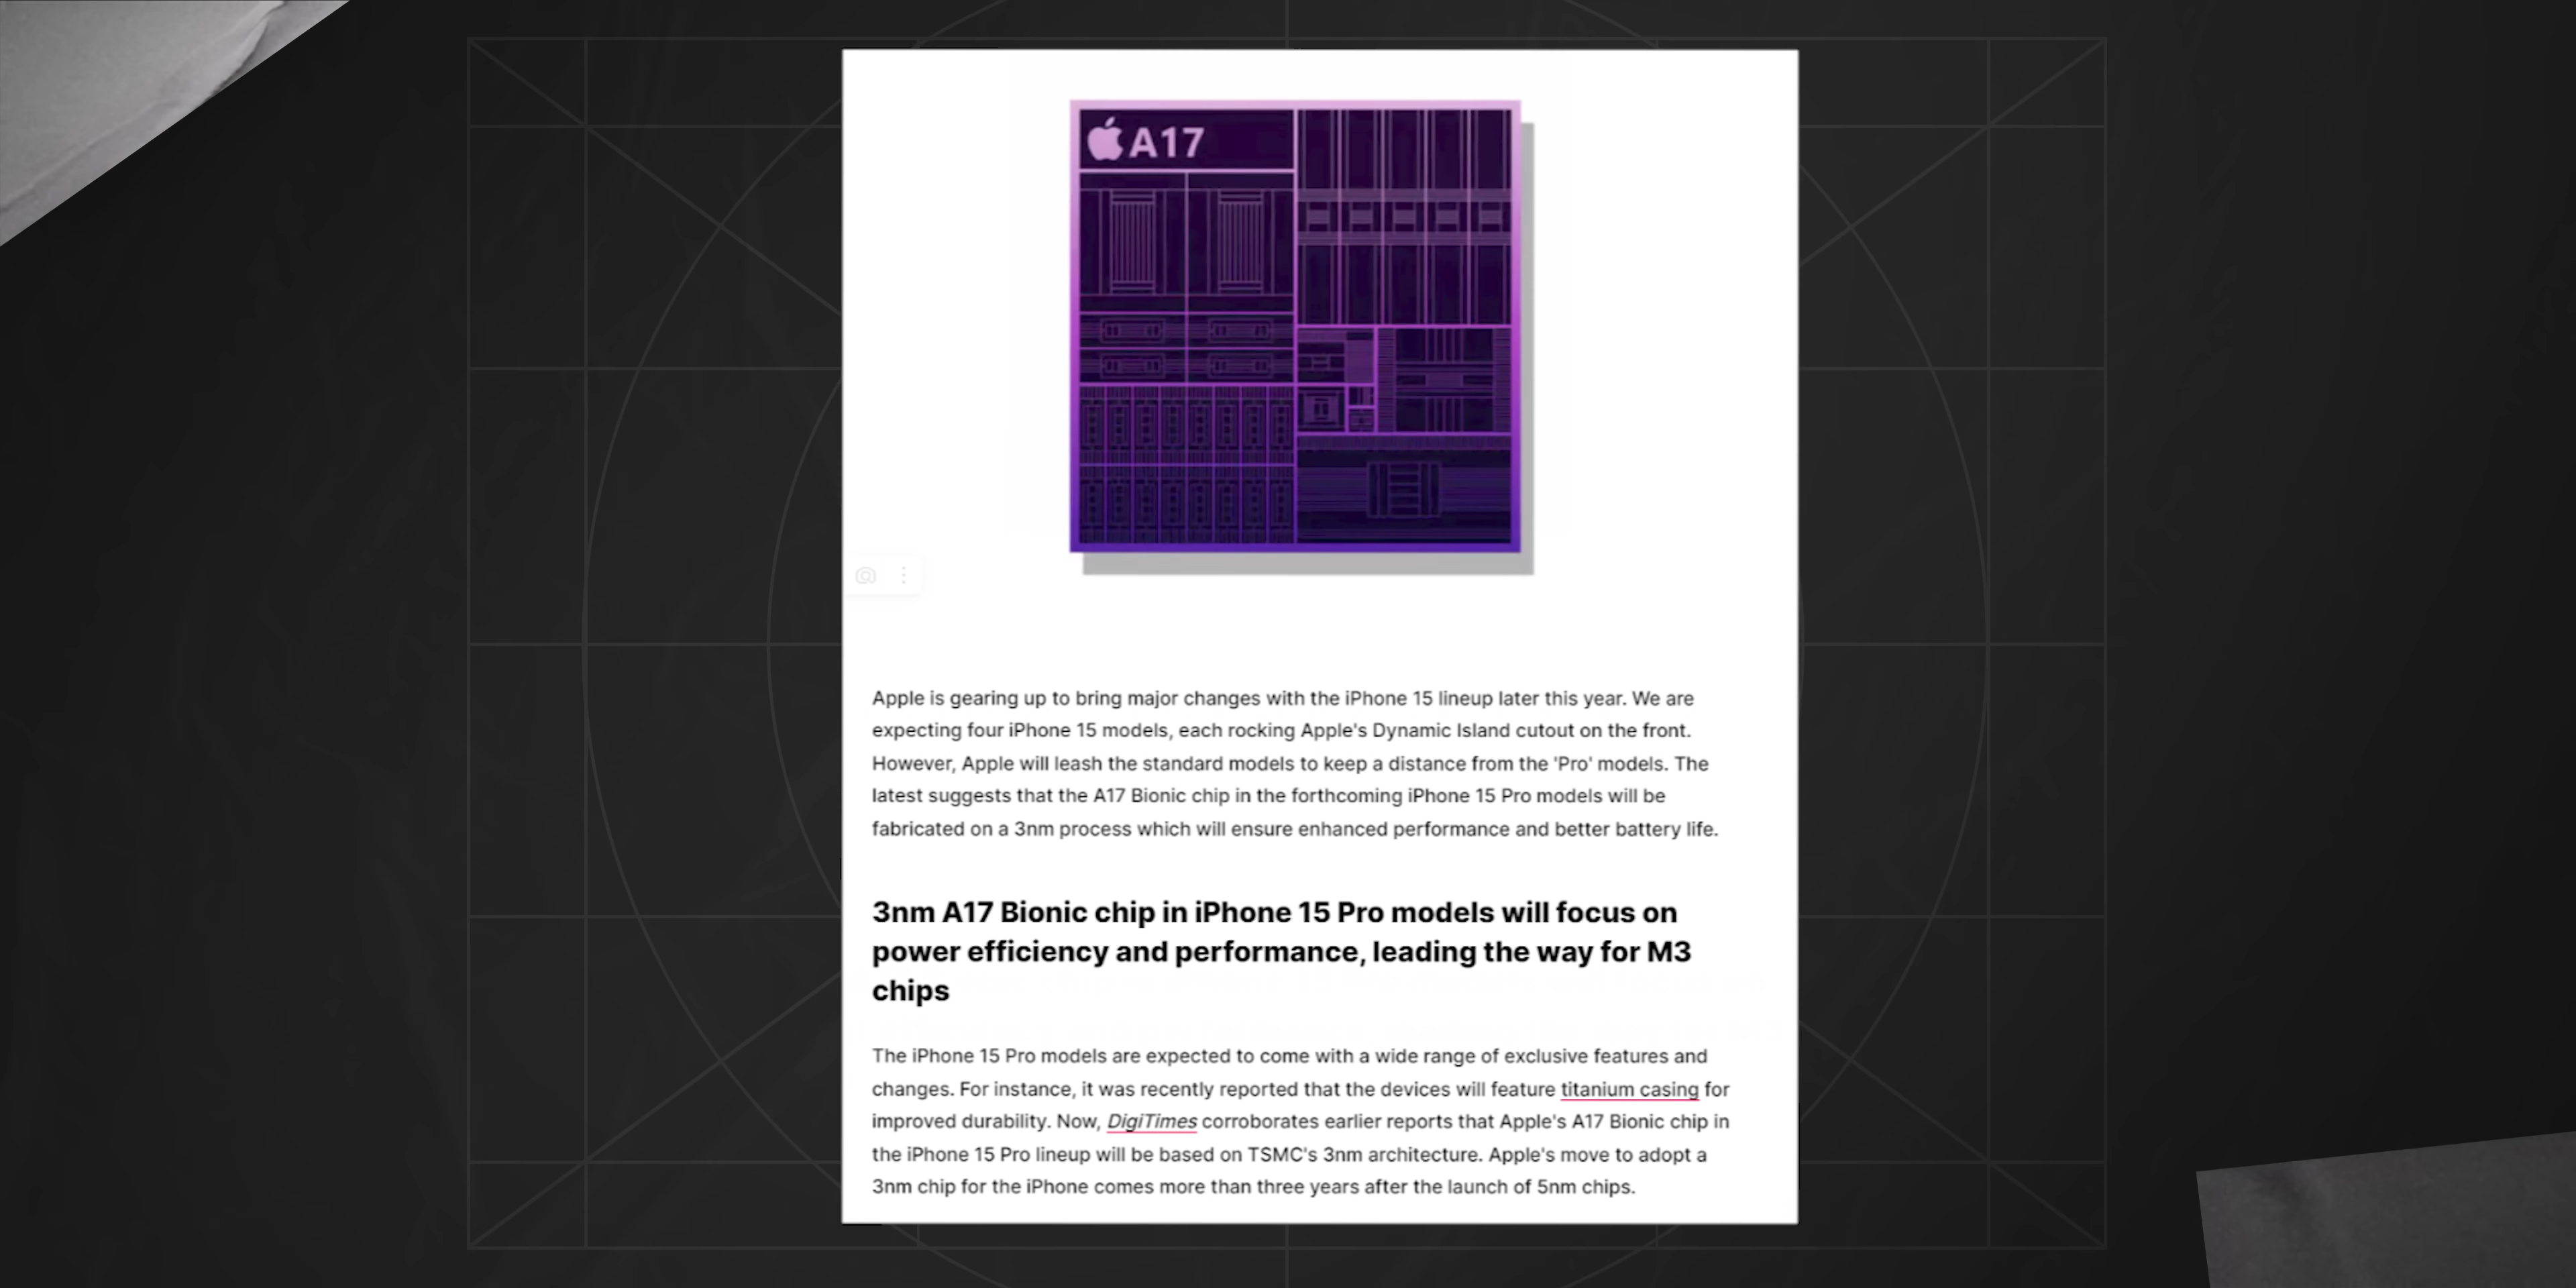 A17
Apple is gearing up to bring major changes with the iPhone 15 lineup later this year. We are
expecting four iPhone 15 models, each rocking Apple's Dynamic Island cutout on the front.
However, Apple will leash the standard models to keep a distance from the 'Pro' models. The
latest suggests that the A17 Bionic chip in the forthcoming iPhone 15 Pro models will be
fabricated on a 3nm process which will ensure enhanced performance and better battery life.
3nm A17 Bionic chip in iPhone 15 Pro models will focus on
power efficiency and performance, leading the way for M3
chips
The iPhone 15 Pro models are expected to come with a wide range of exclusive features and
changes. For instance, it was recently reported that the devices will feature titanium casing for
improved durability. Now, DigiTimes corroborates earlier reports that Apple's A17 Bionic chip in
the iPhone 15 Pro lineup will be based on TSMC's 3nm architecture. Apple's move to adopt a
3nm chip for the iPhone comes more than three years after the launch of 5nm chips.